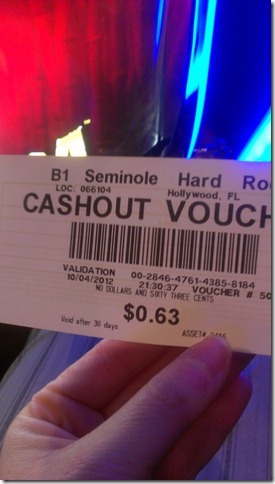 B1 Seminole Hard Ro
LOC: 066104
Hollywood, FL
CASHOUT VOUCH
VALIDATION 00-2846-4761-4385-8184
10/04/2012 21:30:37 VOUCHER # 50
NO DOLLARS AND SIXTY THREE CENTS
$0.63
Void after 30 days
ASSET#